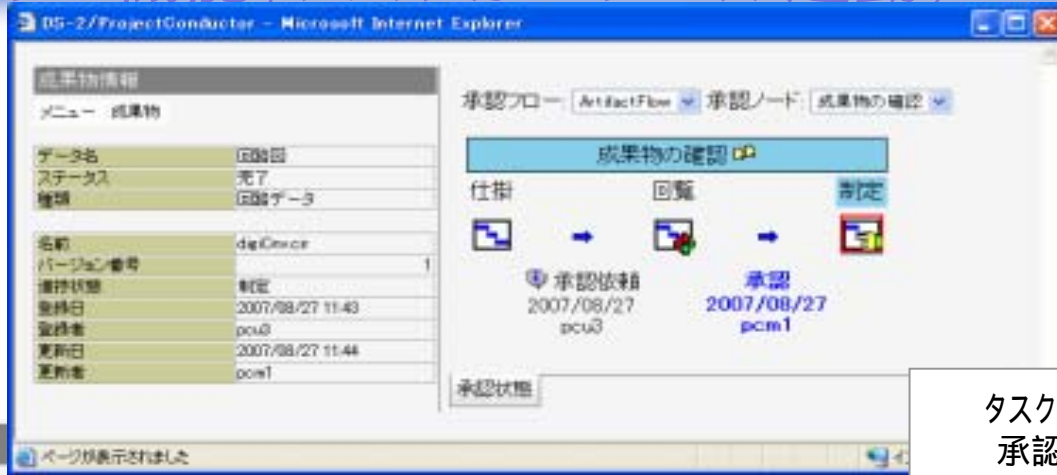 DS-2/ProjectConductor - Microsoft Internet Explorer
成果物情報
メニュー 成果物
データ名 回路図
ステータス 完了
種類 回路データ
名前 digiCnv.cir
バージョン番号 1
進捗状態 制定
登録日 2007/08/27 11:43
登録者 pcu3
更新日 2007/08/27 11:44
更新者 pcm1
承認フロー ArtifactFlow 承認ノード: 成果物の確認
成果物の確認
仕掛 回覧 制定
承認依頼 承認
2007/08/27 2007/08/27
pcu3 pcm1
承認状態
タスク
承認
ページが表示されました